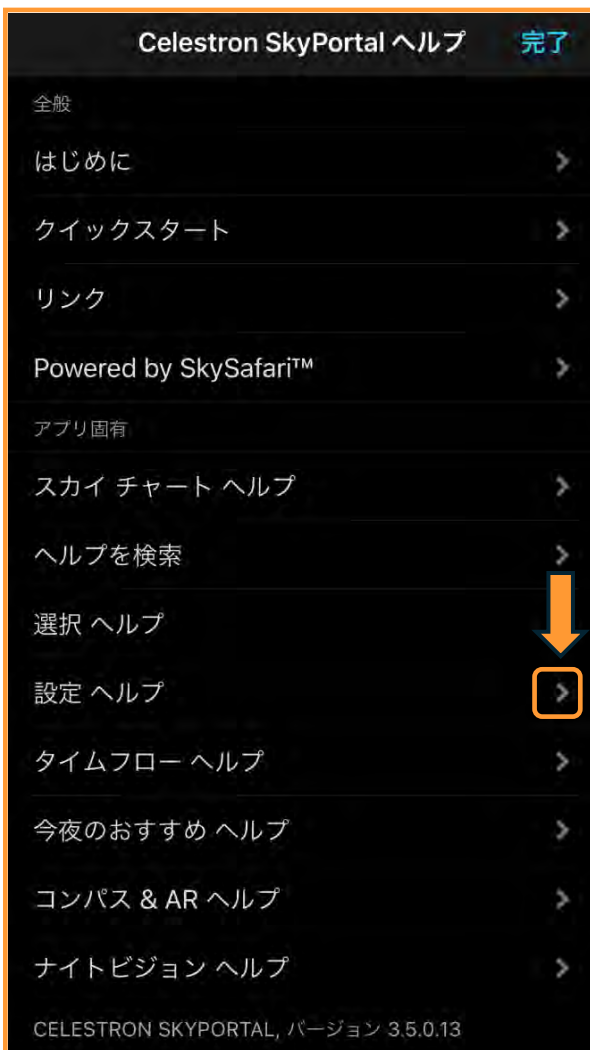 Celestron SkyPortal ヘルプ 完了
全般
はじめに
クイックスタート
リンク
Powered by SkySafari™
アプリ固有
スカイ チャート ヘルプ
ヘルプを検索
選択 ヘルプ
設定 ヘルプ
タイムフロー ヘルプ
今夜のおすすめ ヘルプ
コンパス & AR ヘルプ
ナイトビジョン ヘルプ
CELESTRON SKYPORTAL, バージョン 3.5.0.13